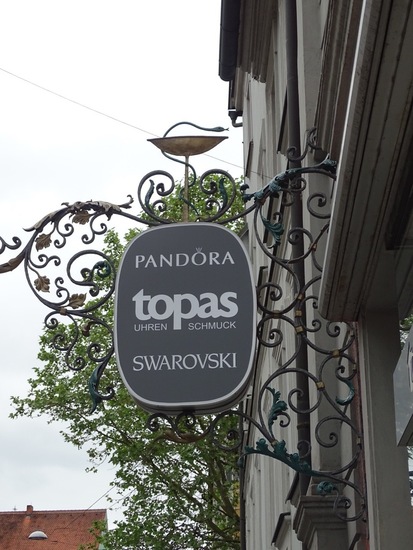 PANDORA
topas
UHREN SCHMUCK
SWAROVSKI